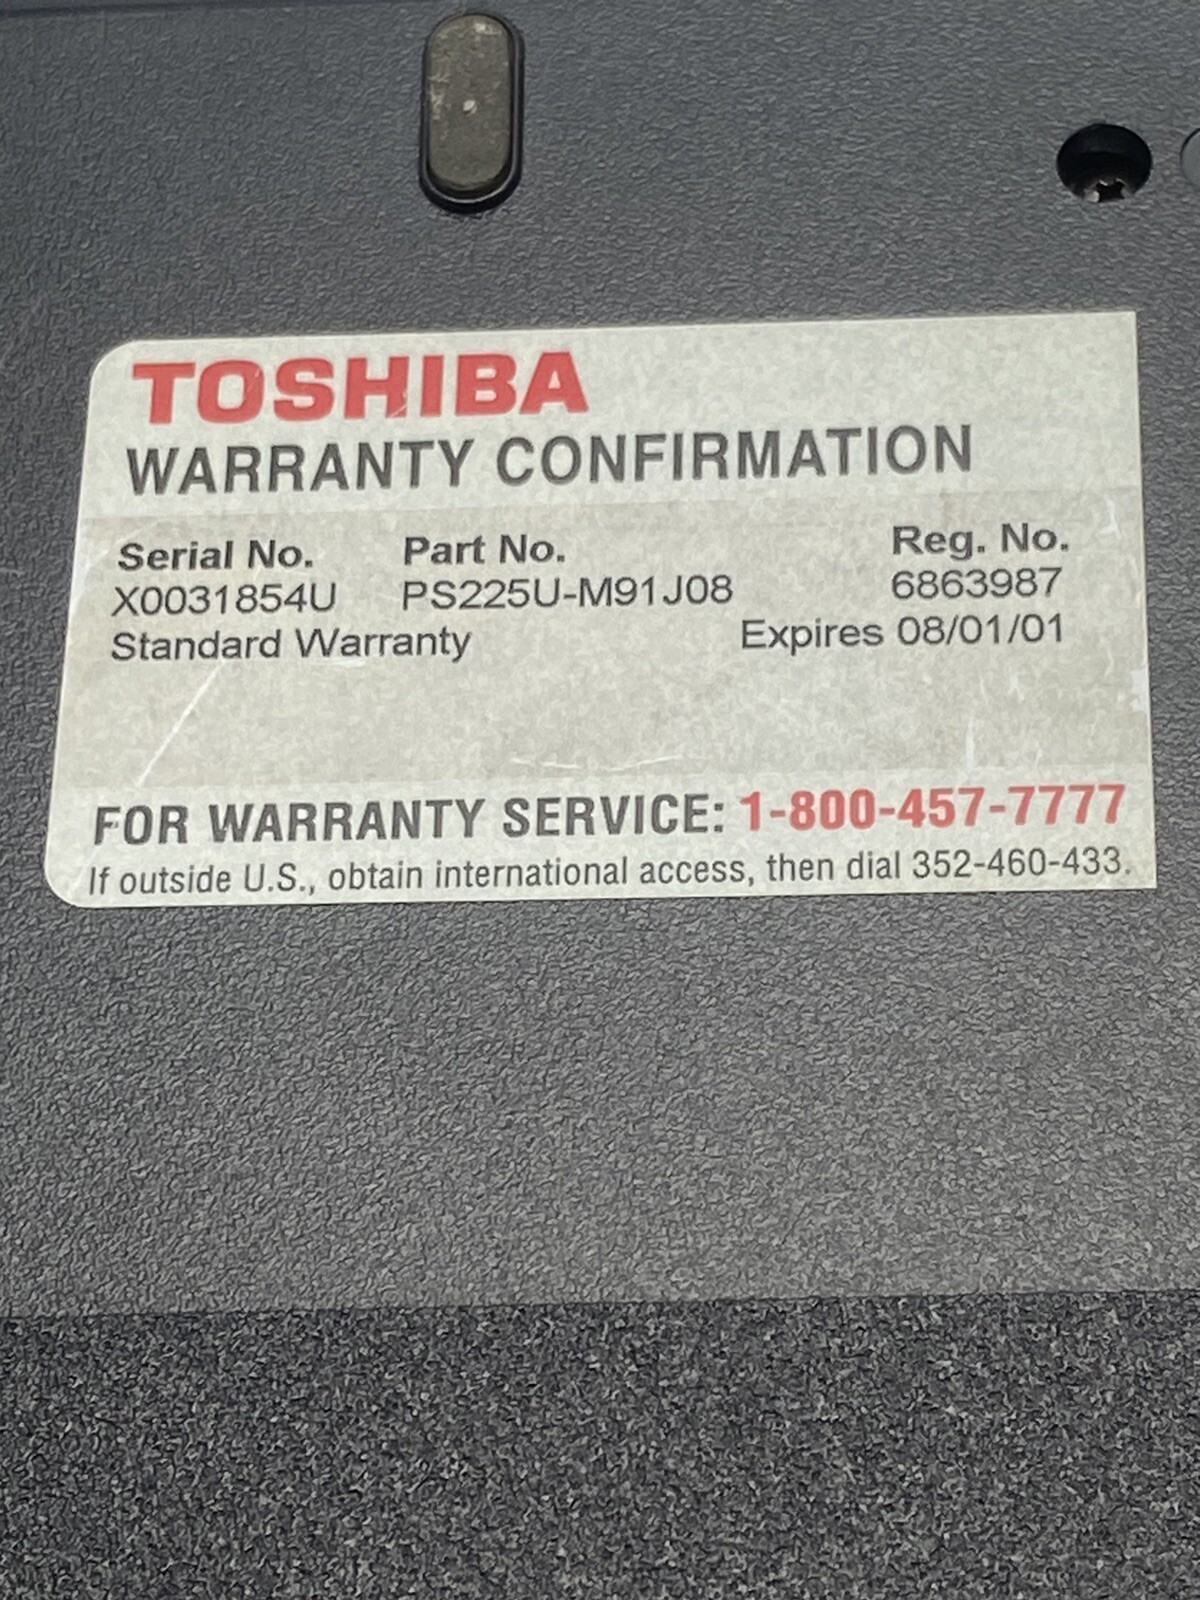 TOSHIBA
WARRANTY CONFIRMATION
Serial No. Part No. Reg. No.
X0031854U PS225U-M91J08 6863987
Standard Warranty Expires 08/01/01
FOR WARRANTY SERVICE: 1-800-457-7777
If outside U.S., obtain international access, then dial 352-460-433.